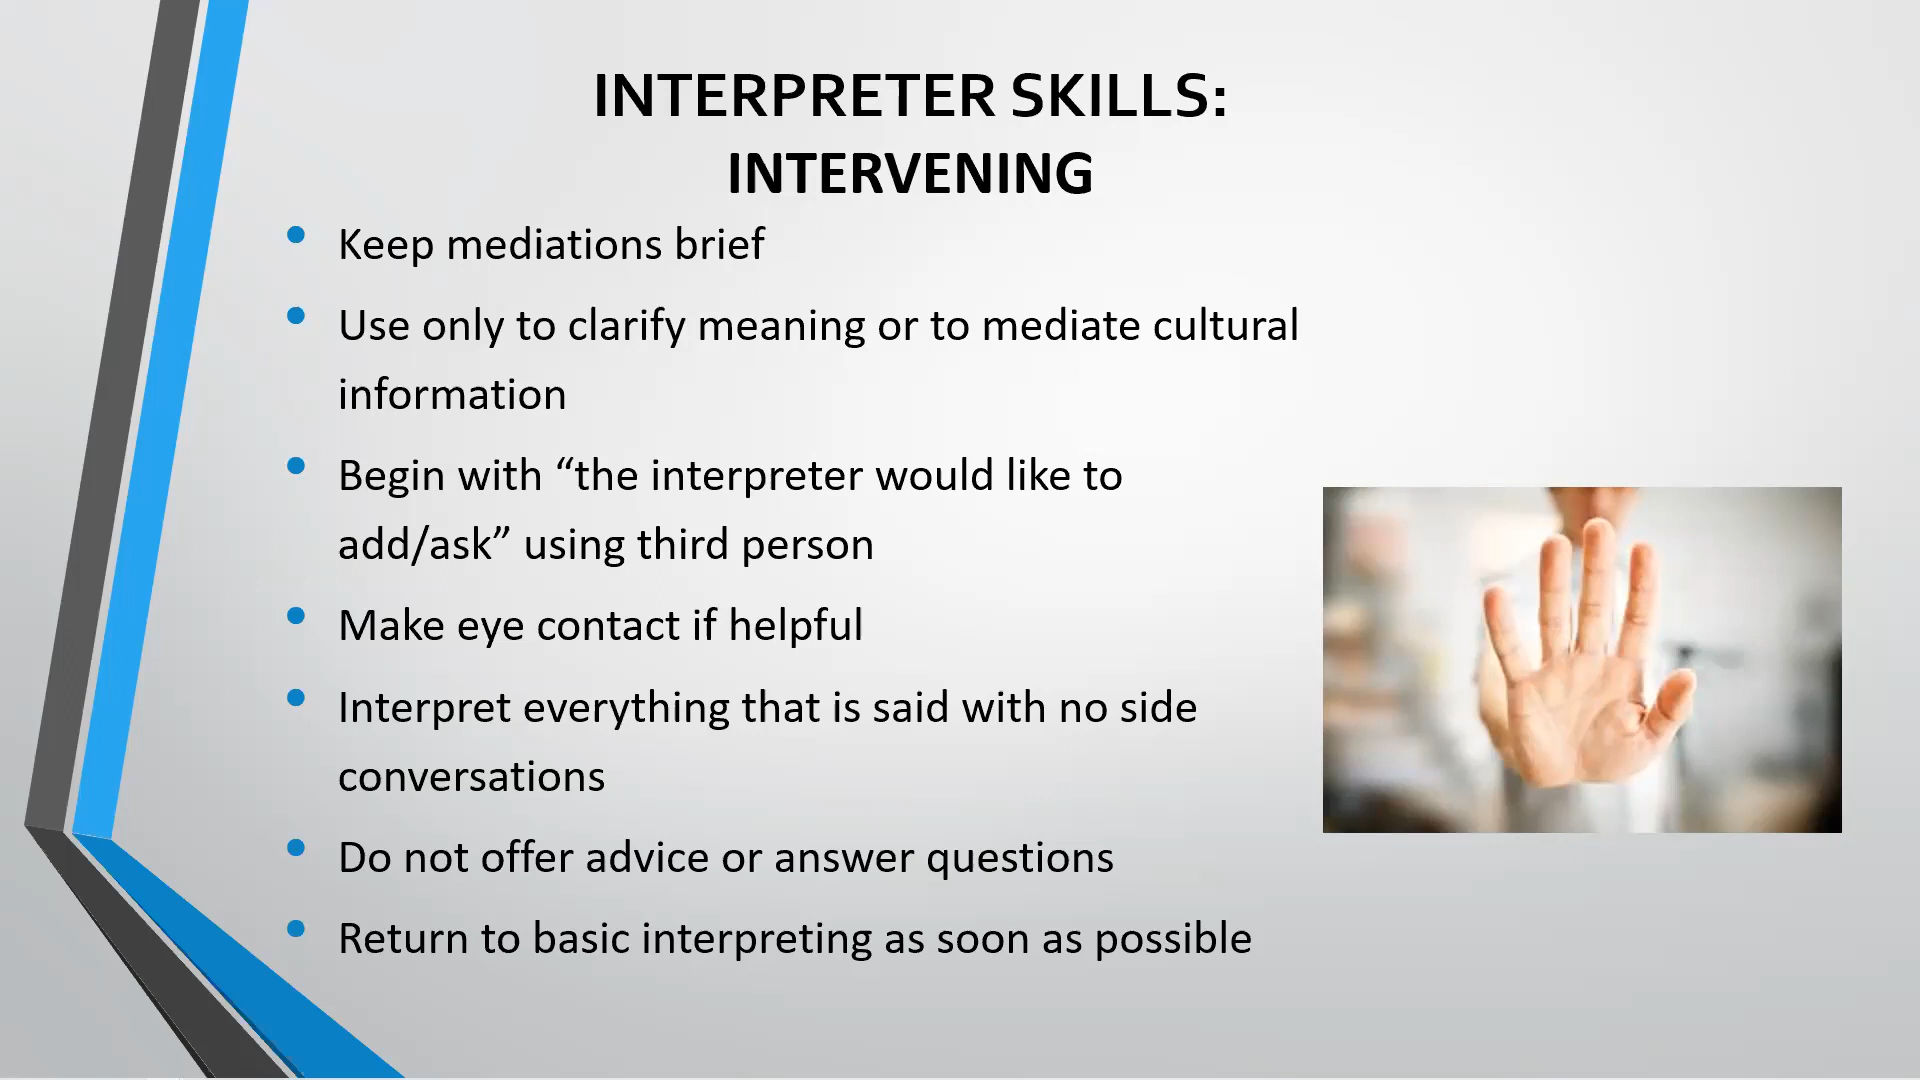 INTERPRETER SKILLS:
INTERVENING
• Keep mediations brief
• Use only to clarify meaning or to mediate cultural
information
• Begin with “the interpreter would like to
add/ask” using third person
• Make eye contact if helpful
• Interpret everything that is said with no side
conversations
• Do not offer advice or answer questions
• Return to basic interpreting as soon as possible